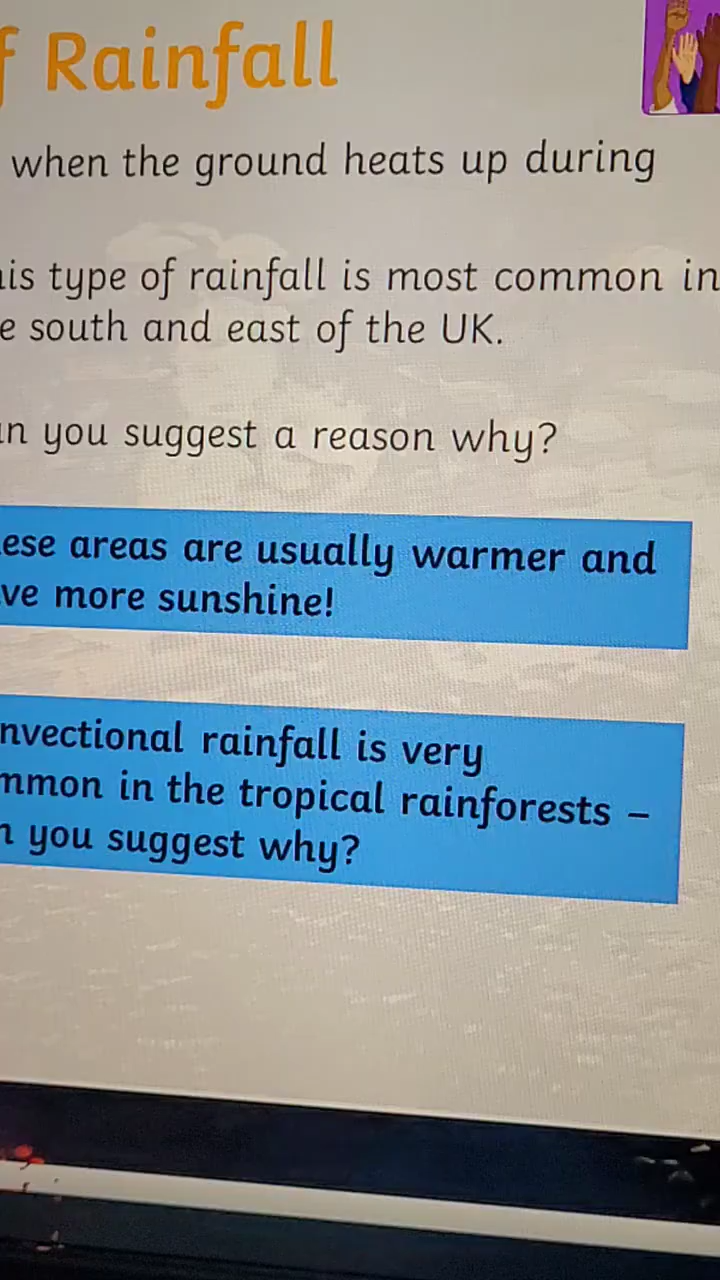 f Rainfall
when the ground heats up during
his type of rainfall is most common in
e south and east of the UK.
an you suggest a reason why?
ese areas are usually warmer and
ve more sunshine!
nvectional rainfall is very
mmon in the tropical rainforests –
n you suggest why?